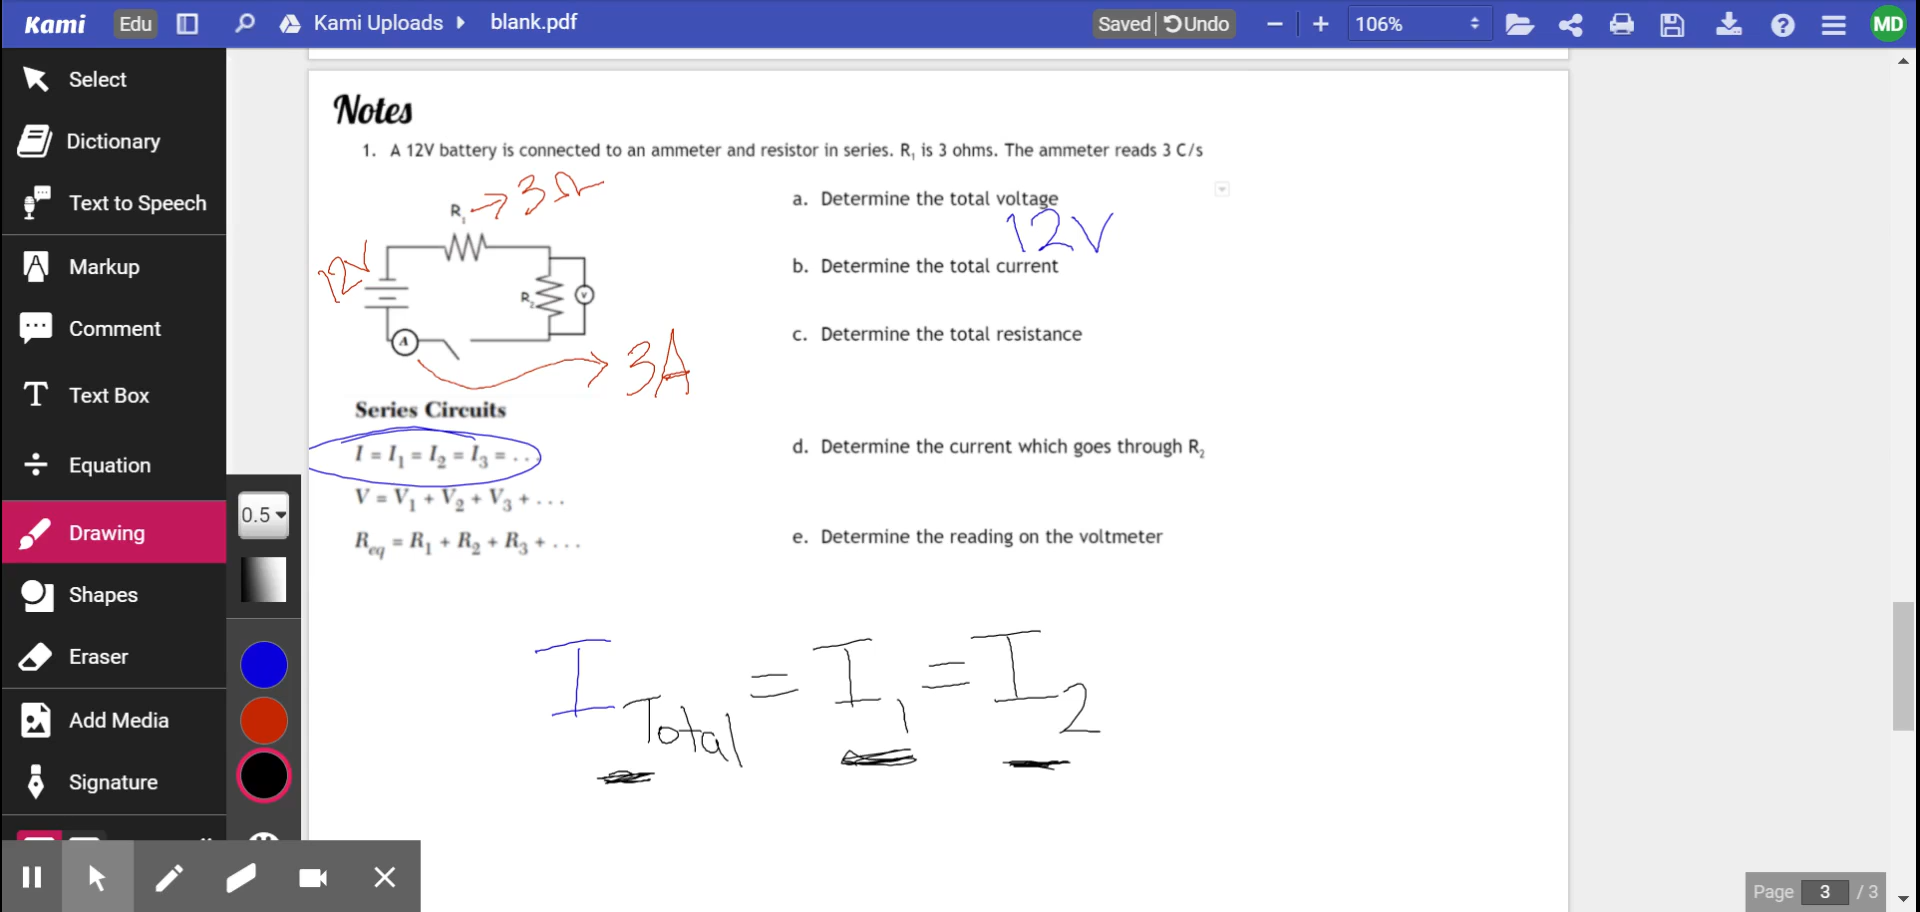 Kami Edu Kami Uploads blank.pdf Saved Undo 106% MD
Select
Dictionary
Text to Speech
Markup
Comment
Text Box
Equation
Drawing
Shapes
Eraser
Add Media
Signature
0.5
Notes
1. A 12V battery is connected to an ammeter and resistor in series. R₁ is 3 ohms. The ammeter reads 3 C/s
R₁ → 3Ω
12V
R₂
V
A
3A
a. Determine the total voltage
12V
b. Determine the total current
c. Determine the total resistance
d. Determine the current which goes through R₂
e. Determine the reading on the voltmeter
Series Circuits
I = I₁ = I₂ = I₃ = . . .
V = V₁ + V₂ + V₃ + . . .
R_eq = R₁ + R₂ + R₃ + . . .
I Total = I₁ = I₂
Page 3 / 3